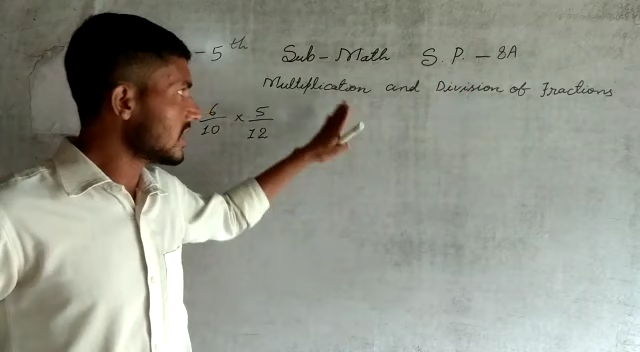 - 5th Sub - Math S. P. - 8A
Multiplication and Division of Fractions
6/10 × 5/12